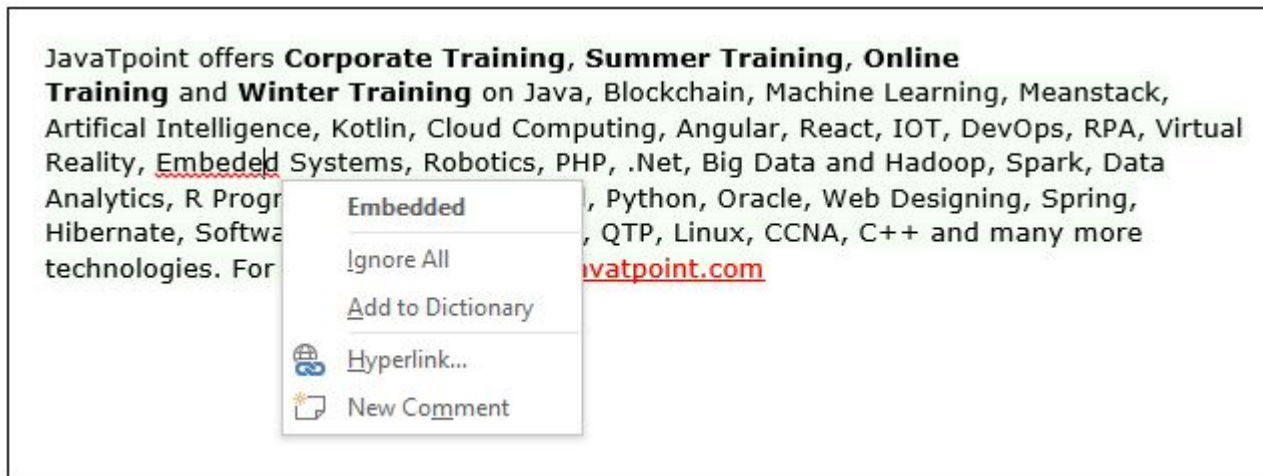 JavaTpoint offers Corporate Training, Summer Training, Online
Training and Winter Training on Java, Blockchain, Machine Learning, Meanstack,
Artifical Intelligence, Kotlin, Cloud Computing, Angular, React, IOT, DevOps, RPA, Virtual
Reality, Embeded Systems, Robotics, PHP, .Net, Big Data and Hadoop, Spark, Data
Analytics, R , Python, Oracle, Web Designing, Spring,
Hibernate, , QTP, Linux, CCNA, C++ and many more
technologies. For vatpoint.com
Embedded
Ignore All
Add to Dictionary
Hyperlink...
New Comment